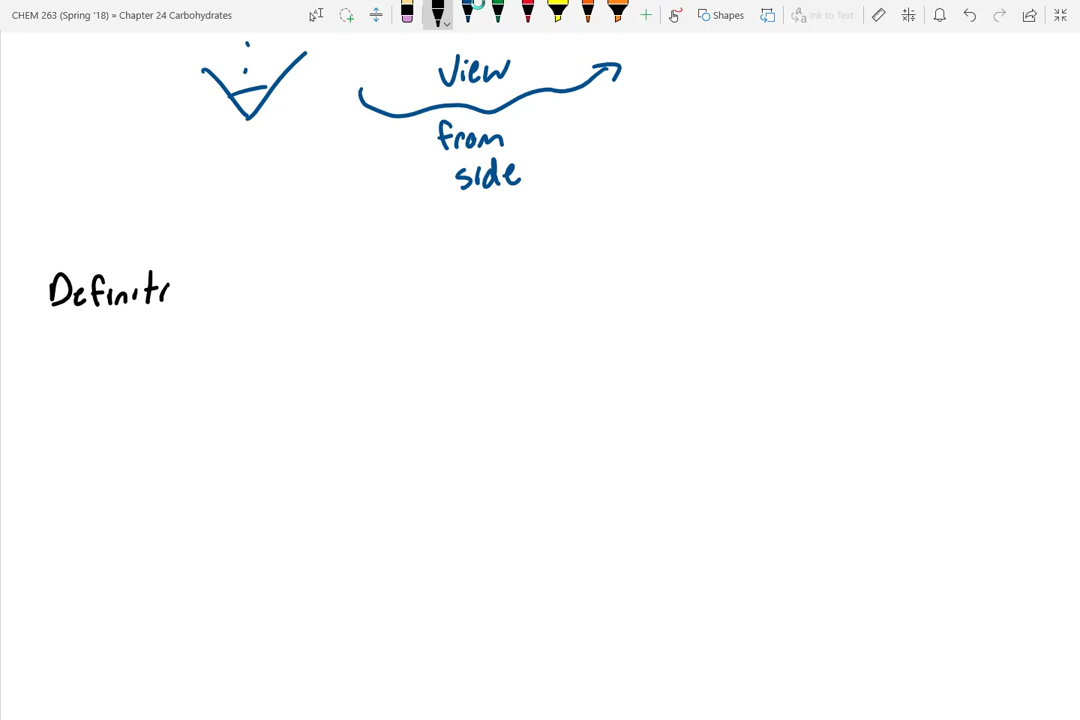 CHEM 263 (Spring '18) » Chapter 24 Carbohydrates
Shapes
Ink to Text
View
from
side
Definiti